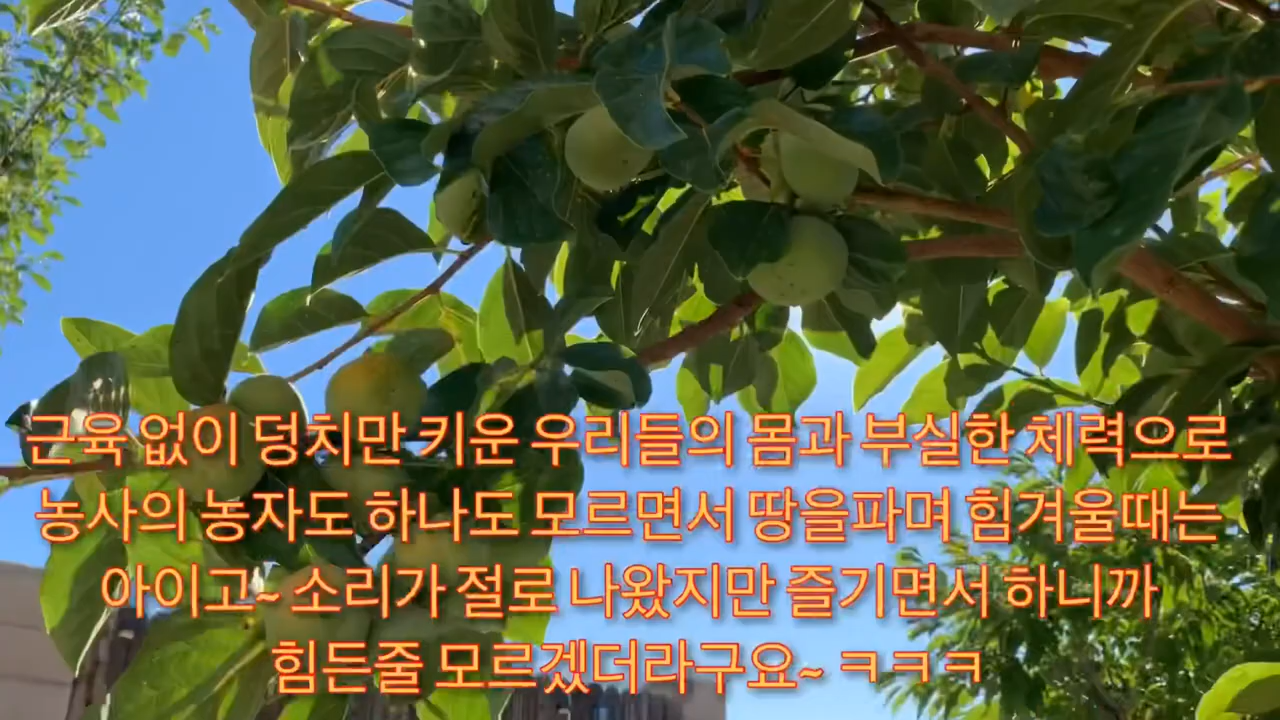 근육 없이 덩치만 키운 우리들의 몸과 부실한 체력으로
농사의 농자도 하나도 모르면서 땅을파며 힘겨울때는
아이고~ 소리가 절로 나왔지만 즐기면서 하니까
힘든줄 모르겠더라구요~ ㅋㅋㅋ